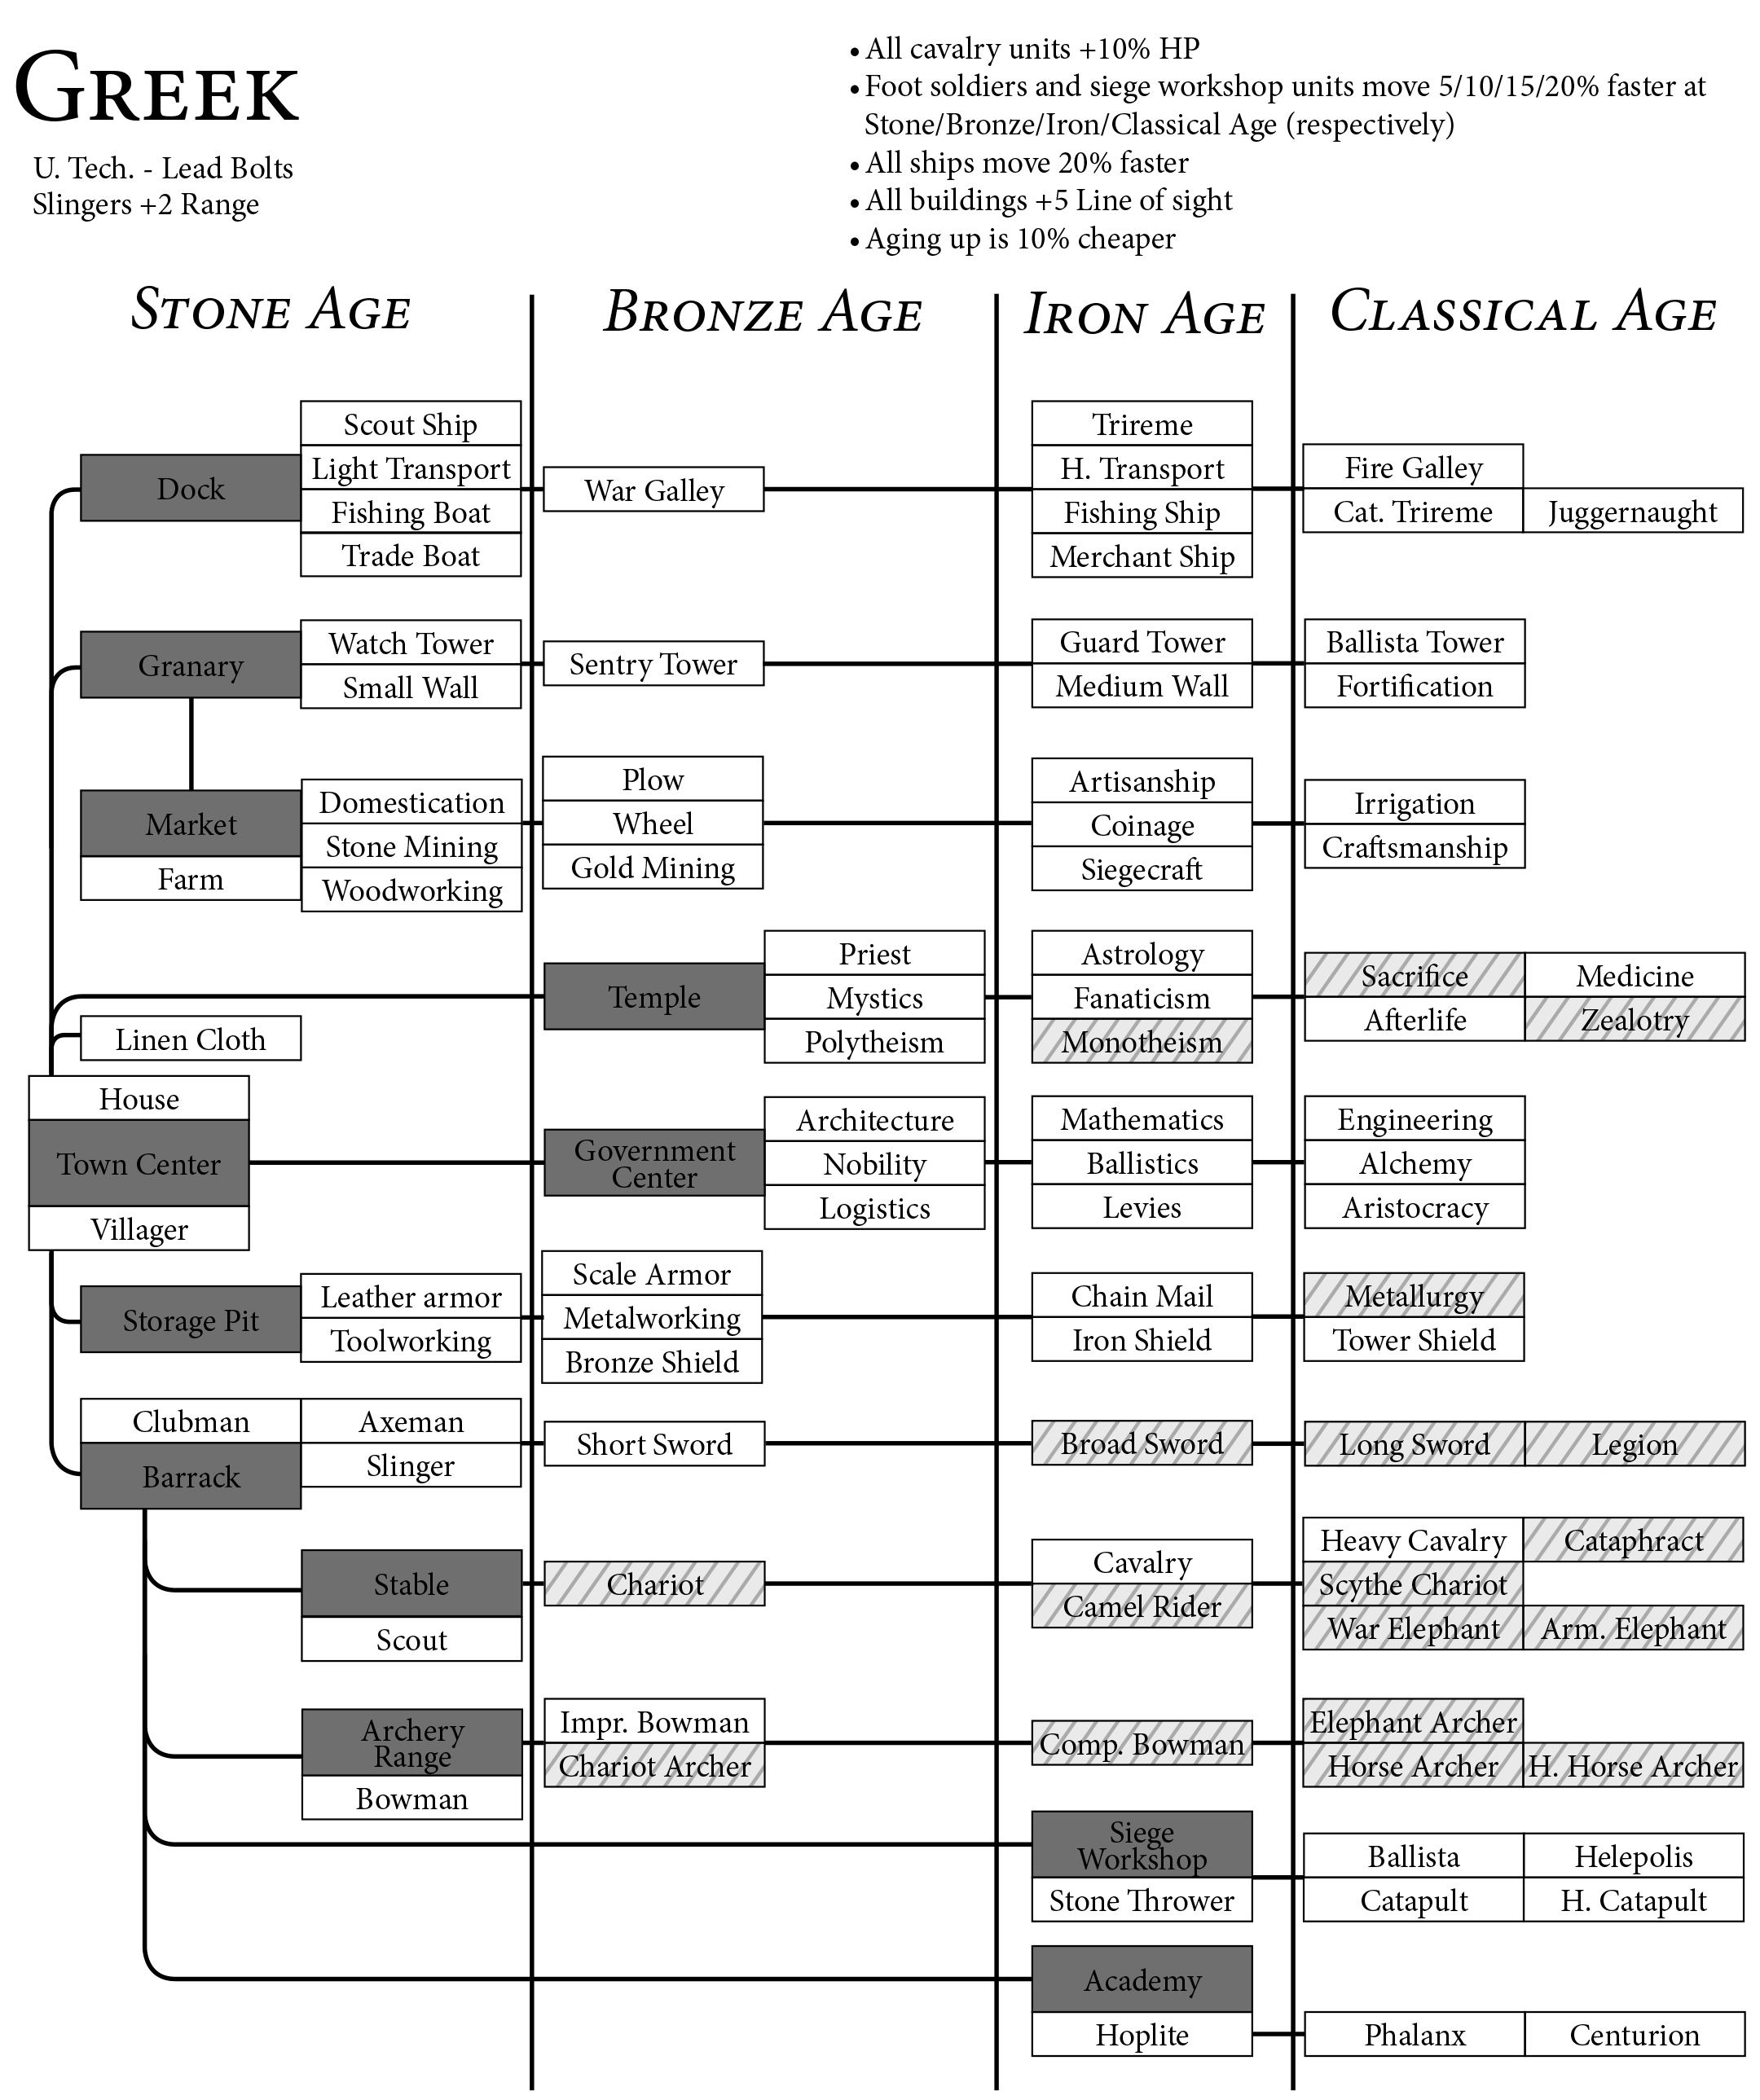 GREEK
U. Tech. - Lead Bolts
Slingers +2 Range
• All cavalry units +10% HP
• Foot soldiers and siege workshop units move 5/10/15/20% faster at
Stone/Bronze/Iron/Classical Age (respectively)
• All ships move 20% faster
• All buildings +5 Line of sight
• Aging up is 10% cheaper
STONE AGE
BRONZE AGE
IRON AGE
CLASSICAL AGE
Dock
Scout Ship
Light Transport
Fishing Boat
Trade Boat
War Galley
Trireme
H. Transport
Fishing Ship
Merchant Ship
Fire Galley
Cat. Trireme
Juggernaught
Granary
Watch Tower
Small Wall
Sentry Tower
Guard Tower
Medium Wall
Ballista Tower
Fortification
Market
Farm
Domestication
Stone Mining
Woodworking
Plow
Wheel
Gold Mining
Artisanship
Coinage
Siegecraft
Irrigation
Craftsmanship
Temple
Priest
Mystics
Polytheism
Astrology
Fanaticism
Monotheism
Sacrifice
Medicine
Afterlife
Zealotry
Linen Cloth
House
Town Center
Villager
Government
Center
Architecture
Nobility
Logistics
Mathematics
Ballistics
Levies
Engineering
Alchemy
Aristocracy
Storage Pit
Leather armor
Toolworking
Scale Armor
Metalworking
Bronze Shield
Chain Mail
Iron Shield
Metallurgy
Tower Shield
Clubman
Barrack
Axeman
Slinger
Short Sword
Broad Sword
Long Sword
Legion
Stable
Scout
Chariot
Cavalry
Camel Rider
Heavy Cavalry
Cataphract
Scythe Chariot
War Elephant
Arm. Elephant
Archery
Range
Bowman
Impr. Bowman
Chariot Archer
Comp. Bowman
Elephant Archer
Horse Archer
H. Horse Archer
Siege
Workshop
Stone Thrower
Ballista
Helepolis
Catapult
H. Catapult
Academy
Hoplite
Phalanx
Centurion